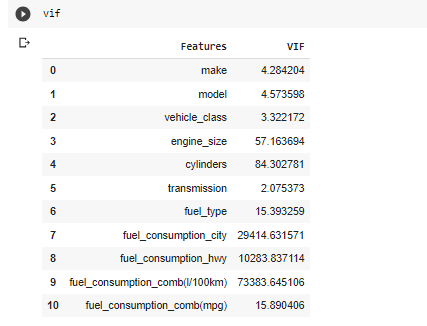 vif
Features VIF
0 make 4.284204
1 model 4.573598
2 vehicle_class 3.322172
3 engine_size 57.163694
4 cylinders 84.302781
5 transmission 2.075373
6 fuel_type 15.393259
7 fuel_consumption_city 29414.631571
8 fuel_consumption_hwy 10283.837114
9 fuel_consumption_comb(l/100km) 73383.645106
10 fuel_consumption_comb(mpg) 15.890406